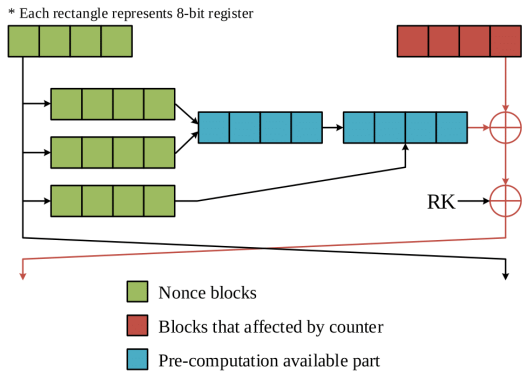 * Each rectangle represents 8-bit register
RK
Nonce blocks
Blocks that affected by counter
Pre-computation available part